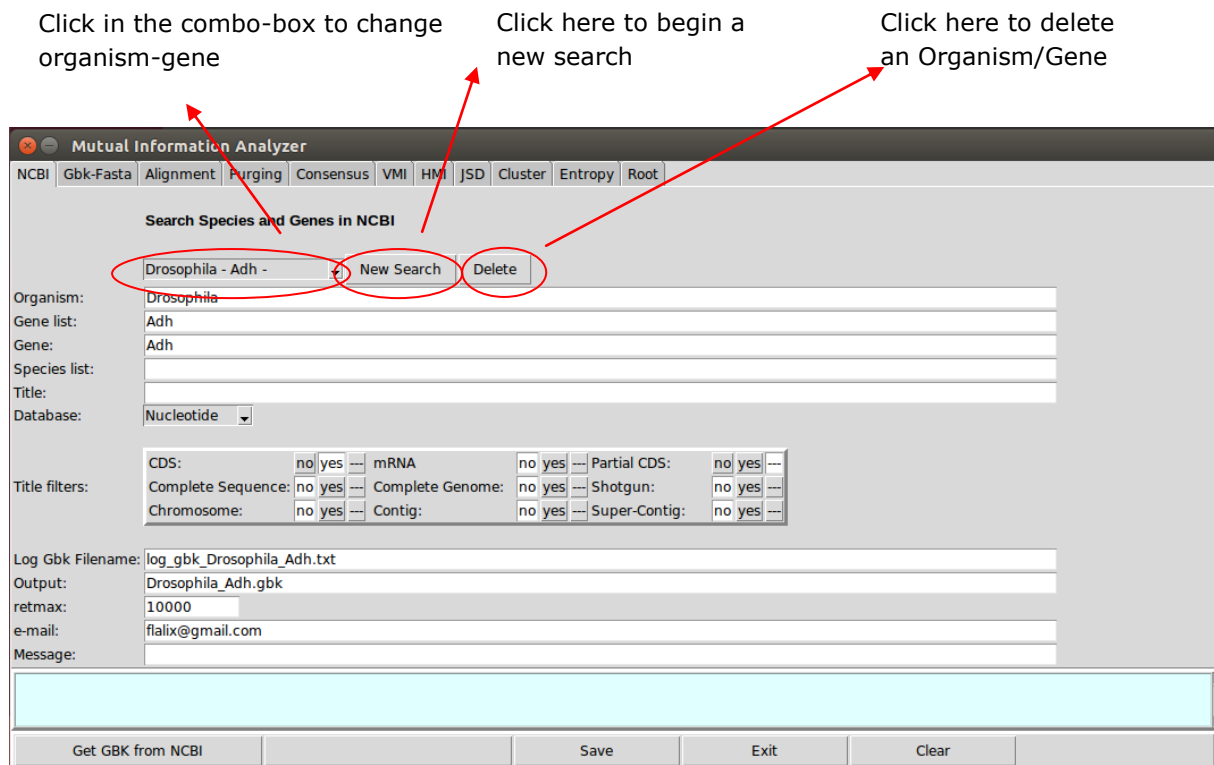 Click in the combo-box to change
organism-gene
Click here to begin a
new search
Click here to delete
an Organism/Gene
Mutual Information Analyzer
NCBI Gbk-Fasta Alignment Purging Consensus VMI HMI JSD Cluster Entropy Root
Search Species and Genes in NCBI
Drosophila - Adh - New Search Delete
Organism: Drosophila
Gene list: Adh
Gene: Adh
Species list:
Title:
Database: Nucleotide
CDS: no yes --- mRNA no yes --- Partial CDS: no yes ---
Title filters: Complete Sequence: no yes --- Complete Genome: no yes --- Shotgun: no yes ---
Chromosome: no yes --- Contig: no yes --- Super-Contig: no yes ---
Log Gbk Filename: log_gbk_Drosophila_Adh.txt
Output: Drosophila_Adh.gbk
retmax: 10000
e-mail: flalix@gmail.com
Message:
Get GBK from NCBI Save Exit Clear